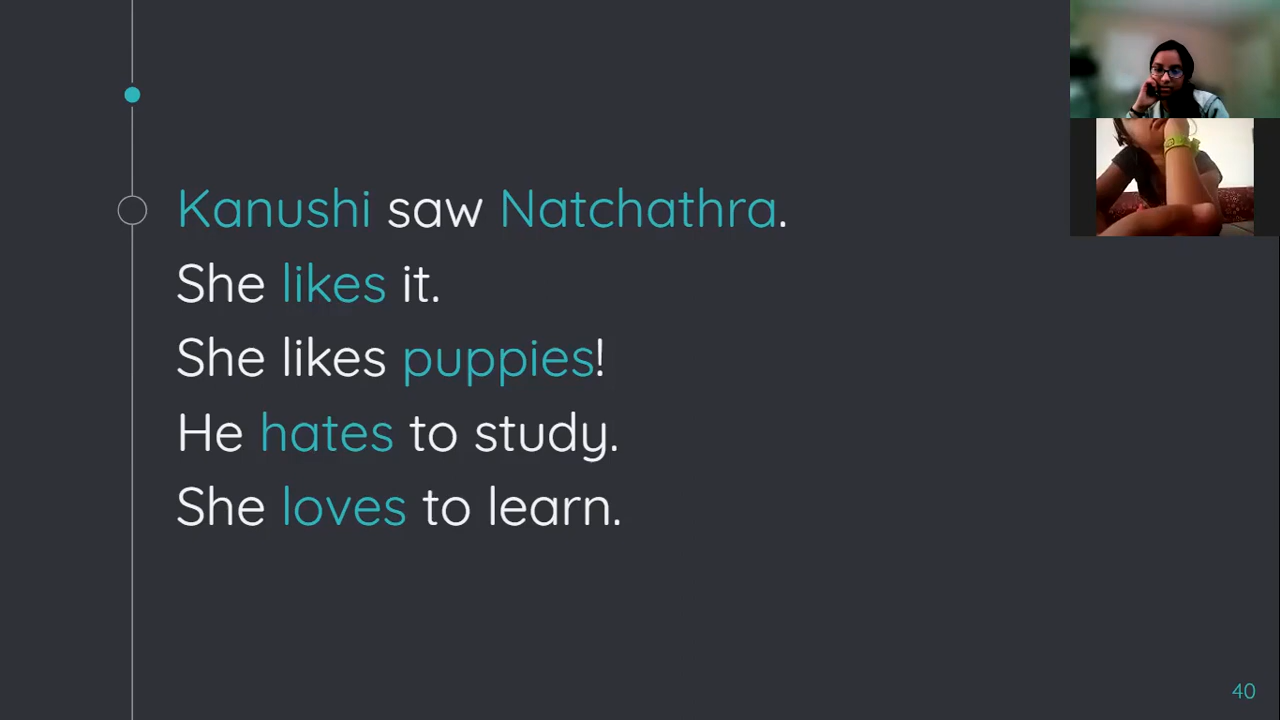 Kanushi saw Natchathra.
She likes it.
She likes puppies!
He hates to study.
She loves to learn.
40